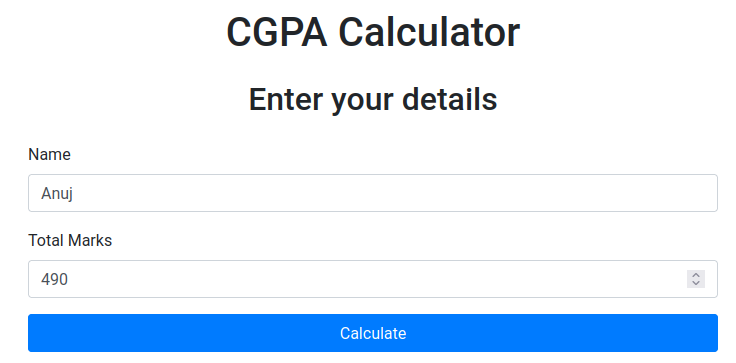 CGPA Calculator
Enter your details
Name
Anuj
Total Marks
490
Calculate